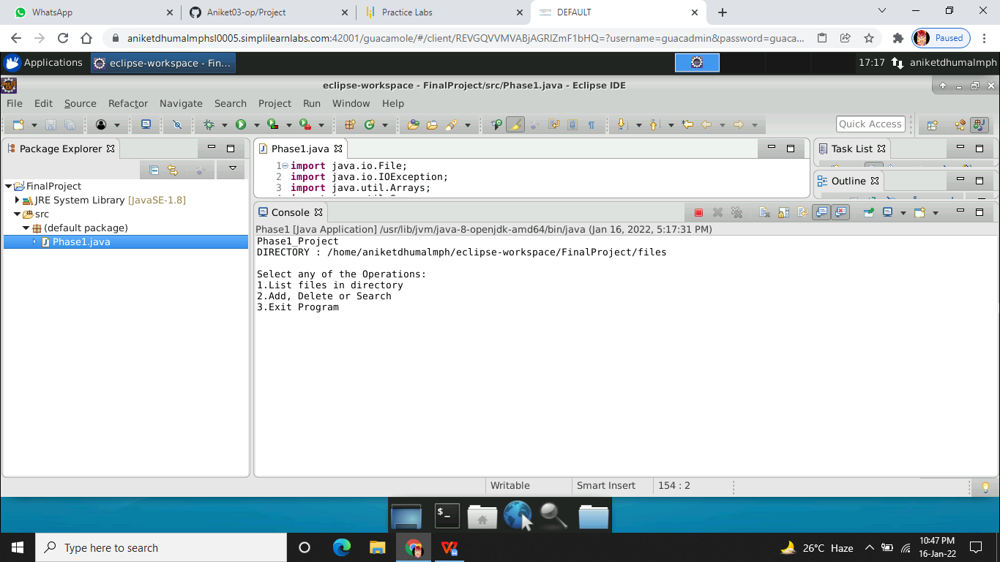 WhatsApp
Aniket03-op/Project
Practice Labs
DEFAULT
aniketdhumalmphsl0005.simplilearnlabs.com:42001/guacamole/#/client/REVGQVVMVABjAGRlZmF1bHQ=?username=guacadmin&password=guaca...
Paused
Applications
eclipse-workspace - Fin...
17:17
aniketdhumalmph
eclipse-workspace - FinalProject/src/Phase1.java - Eclipse IDE
File Edit Source Refactor Navigate Search Project Run Window Help
Quick Access
Package Explorer
Phase1.java
Task List
1 import java.io.File;
2 import java.io.IOException;
3 import java.util.Arrays;
Outline
FinalProject
JRE System Library [JavaSE-1.8]
src
(default package)
Phase1.java
Console
Phase1 [Java Application] /usr/lib/jvm/java-8-openjdk-amd64/bin/java (Jan 16, 2022, 5:17:31 PM)
Phase1_Project
DIRECTORY : /home/aniketdhumalmph/eclipse-workspace/FinalProject/files
Select any of the Operations:
1.List files in directory
2.Add, Delete or Search
3.Exit Program
Writable
Smart Insert
154 : 2
Type here to search
26°C Haze
10:47 PM
16-Jan-22